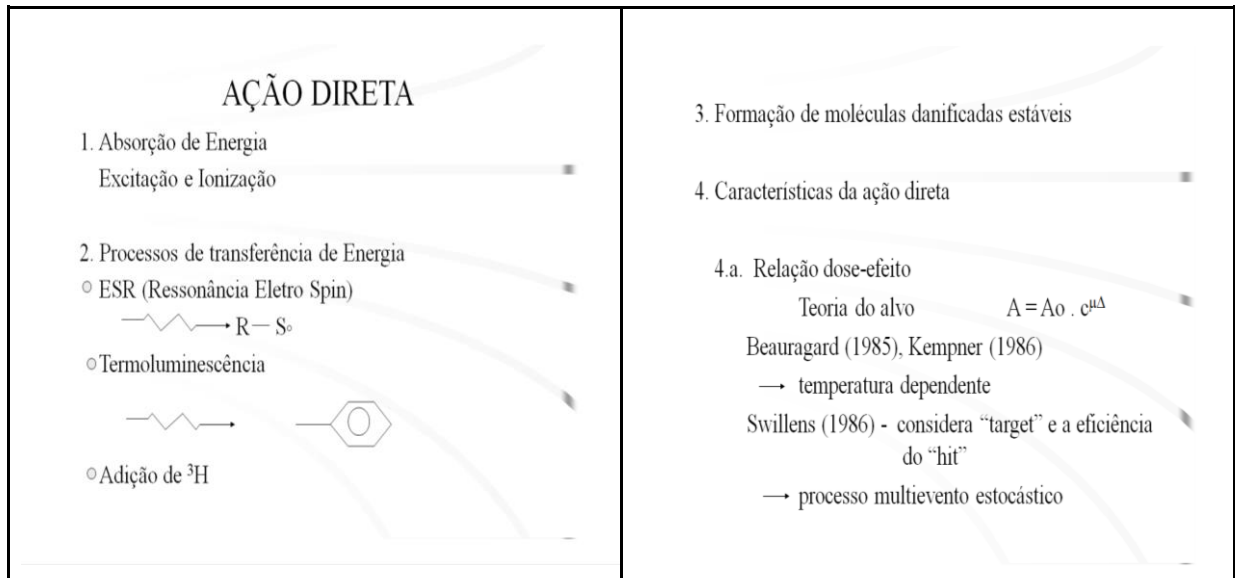 AÇÃO DIRETA
1. Absorção de Energia
Excitação e Ionização
2. Processos de transferência de Energia
ESR (Ressonância Eletro Spin)
R — S◦
Termoluminescência
Adição de ³H
3. Formação de moléculas danificadas estáveis
4. Características da ação direta
4.a. Relação dose-efeito
Teoria do alvo A = Ao . c^µΔ
Beauragard (1985), Kempner (1986)
→ temperatura dependente
Swillens (1986) - considera “target” e a eficiência
do “hit”
→ processo multievento estocástico